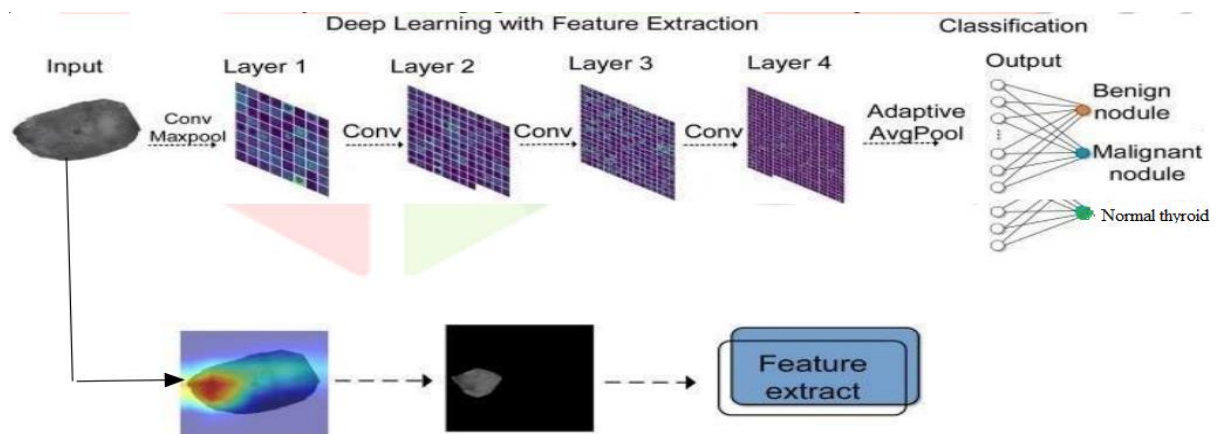 Deep Learning with Feature Extraction
Classification
Input
Layer 1
Layer 2
Layer 3
Layer 4
Output
Conv
Maxpool
Conv
Conv
Conv
Adaptive
AvgPool
Benign
nodule
Malignant
nodule
Normal thyroid
Feature
extract